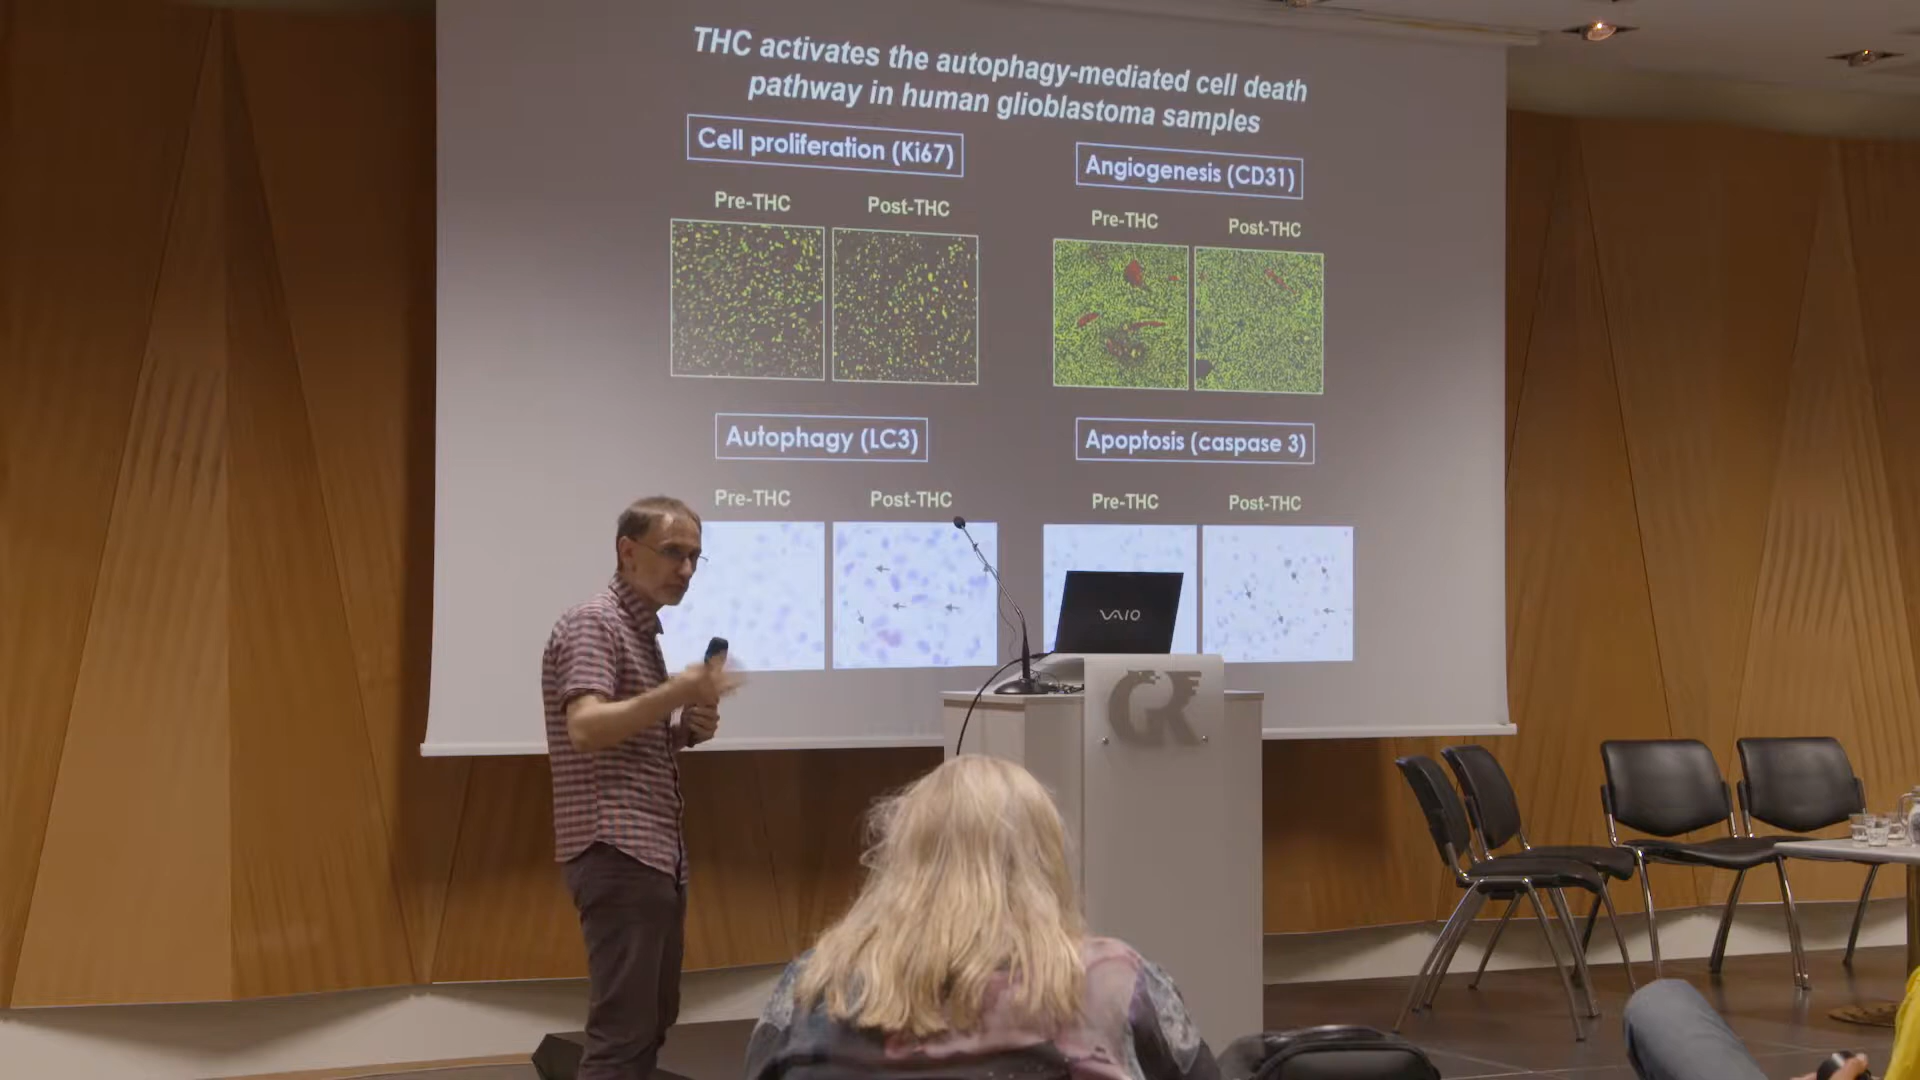 THC activates the autophagy-mediated cell death
pathway in human glioblastoma samples
Cell proliferation (Ki67)
Angiogenesis (CD31)
Pre-THC
Post-THC
Pre-THC
Post-THC
Autophagy (LC3)
Apoptosis (caspase 3)
Pre-THC
Post-THC
Pre-THC
Post-THC
VAIO